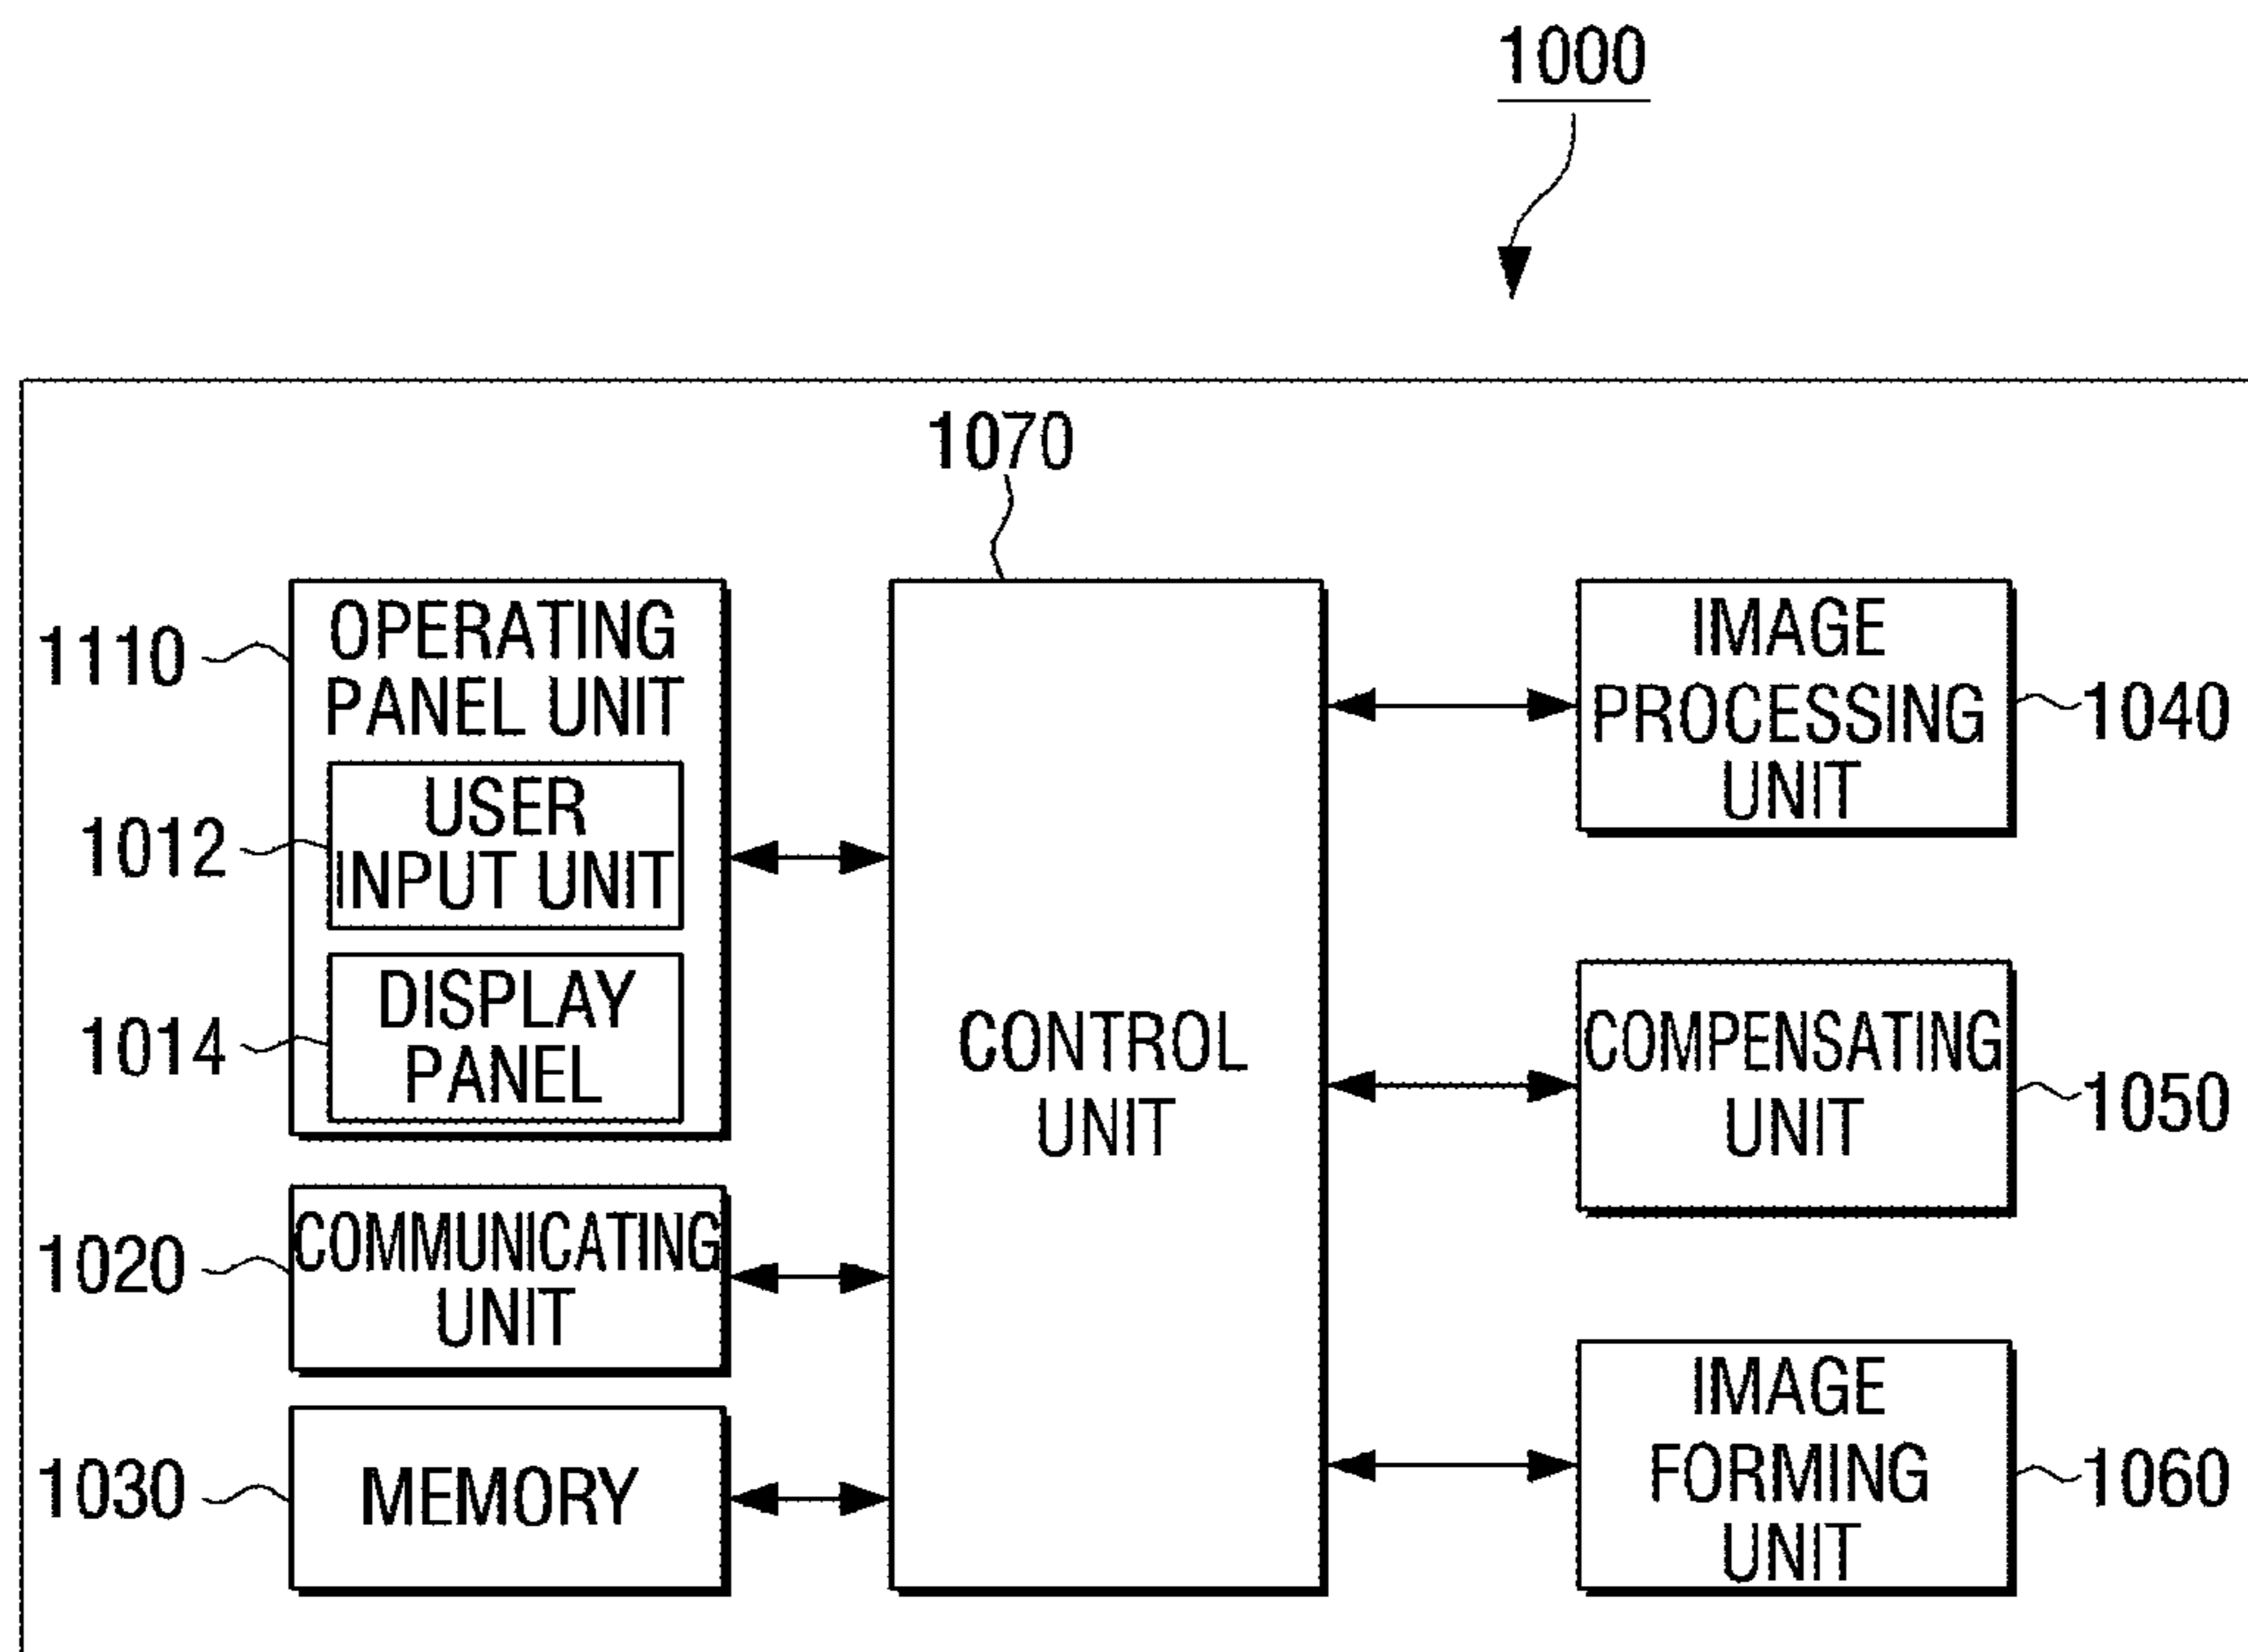 1000
1070
1110
OPERATING
PANEL UNIT
1012
USER
INPUT UNIT
1014
DISPLAY
PANEL
1020
COMMUNICATING
UNIT
1030
MEMORY
CONTROL
UNIT
IMAGE
PROCESSING
UNIT
1040
COMPENSATING
UNIT
1050
IMAGE
FORMING
UNIT
1060